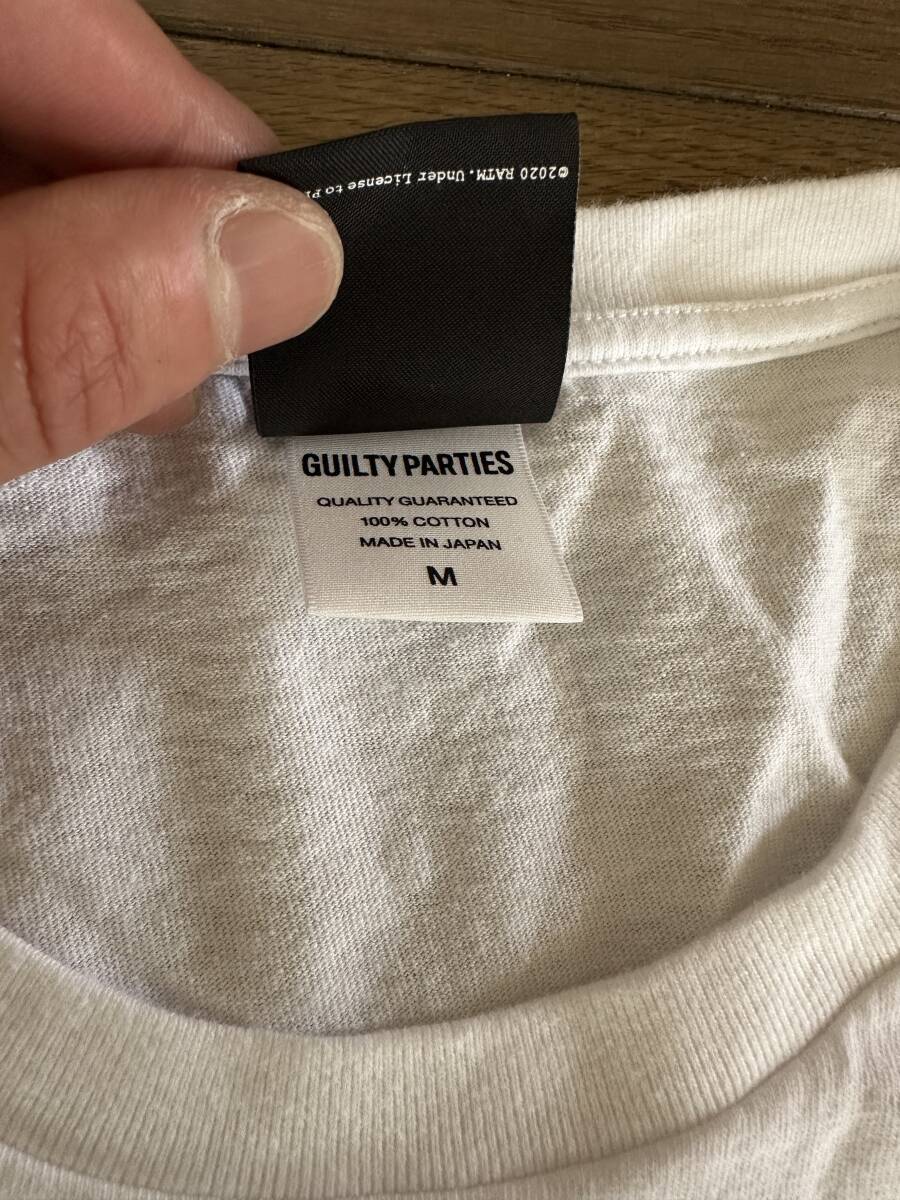 ©2020 RATM. Under License to
GUILTY PARTIES
QUALITY GUARANTEED
100% COTTON
MADE IN JAPAN
M